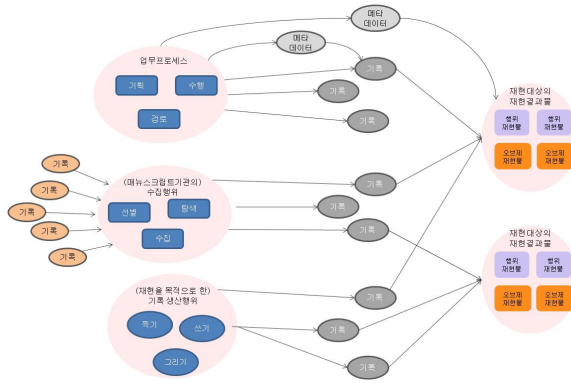 메타
데이터
메타
데이터
업무프로세스
기획
수행
경로
기록
기록
기록
재현대상의
재현결과물
행위
재현물
행위
재현물
오브제
재현물
오브제
재현물
기록
기록
기록
기록
기록
(매뉴스크립트기관의)
수집행위
선별
탐색
수집
기록
기록
기록
재현대상의
재현결과물
행위
재현물
행위
재현물
오브제
재현물
오브제
재현물
(재현을 목적으로 한)
기록 생산행위
찍기
쓰기
그리기
기록
기록
기록